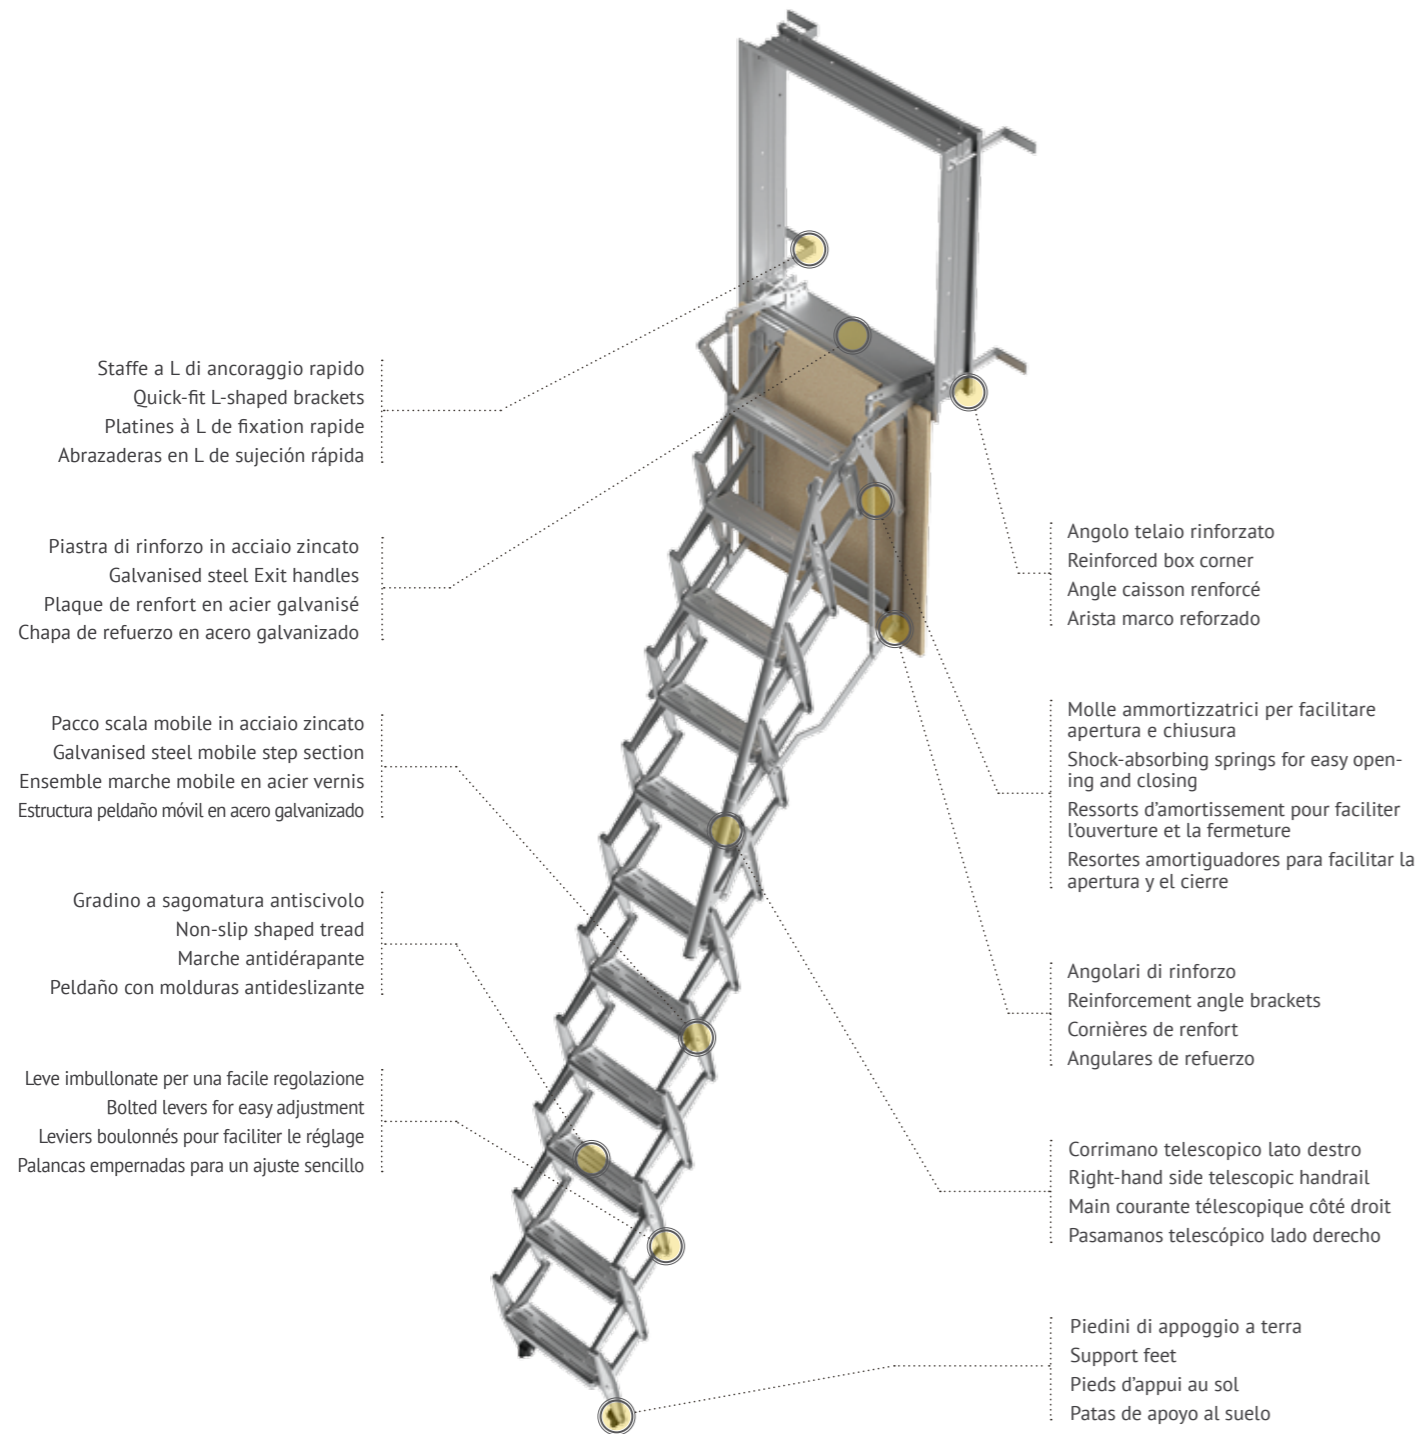 Staffe a L di ancoraggio rapido
Quick-fit L-shaped brackets
Platines à L de fixation rapide
Abrazaderas en L de sujeción rápida
Piastra di rinforzo in acciaio zincato
Galvanised steel Exit handles
Plaque de renfort en acier galvanisé
Chapa de refuerzo en acero galvanizado
Pacco scala mobile in acciaio zincato
Galvanised steel mobile step section
Ensemble marche mobile en acier vernis
Estructura peldaño móvil en acero galvanizado
Gradino a sagomatura antiscivolo
Non-slip shaped tread
Marche antidérapante
Peldaño con molduras antideslizante
Leve imbullonate per una facile regolazione
Bolted levers for easy adjustment
Leviers boulonnés pour faciliter le réglage
Palancas empernadas para un ajuste sencillo
Angolo telaio rinforzato
Reinforced box corner
Angle caisson renforcé
Arista marco reforzado
Molle ammortizzatrici per facilitare
apertura e chiusura
Shock-absorbing springs for easy open-
ing and closing
Ressorts d’amortissement pour faciliter
l’ouverture et la fermeture
Resortes amortiguadores para facilitar la
apertura y el cierre
Angolari di rinforzo
Reinforcement angle brackets
Cornières de renfort
Angulares de refuerzo
Corrimano telescopico lato destro
Right-hand side telescopic handrail
Main courante télescopique côté droit
Pasamanos telescópico lado derecho
Piedini di appoggio a terra
Support feet
Pieds d’appui au sol
Patas de apoyo al suelo